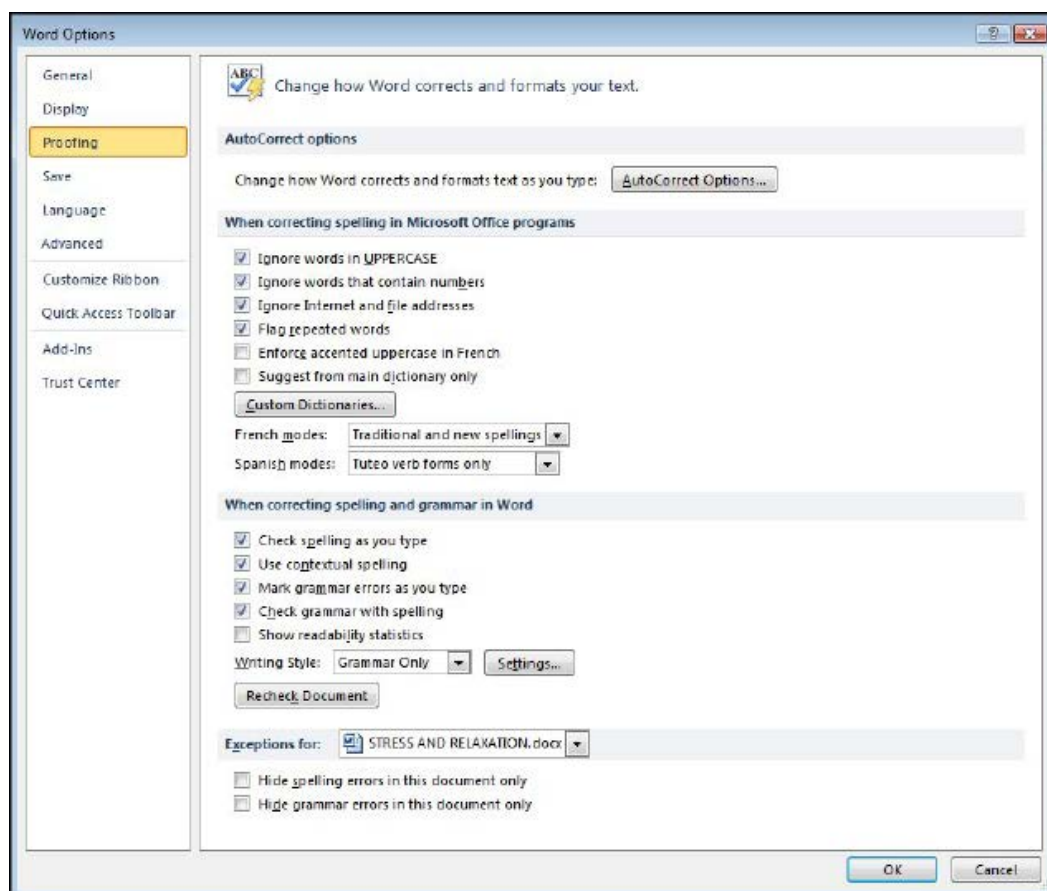 Word Options
General
Display
Proofing
Save
Language
Advanced
Customize Ribbon
Quick Access Toolbar
Add-Ins
Trust Center
ABC
Change how Word corrects and formats your text.
AutoCorrect options
Change how Word corrects and formats text as you type: AutoCorrect Options...
When correcting spelling in Microsoft Office programs
Ignore words in UPPERCASE
Ignore words that contain numbers
Ignore Internet and file addresses
Flag repeated words
Enforce accented uppercase in French
Suggest from main dictionary only
Custom Dictionaries...
French modes: Traditional and new spellings
Spanish modes: Tuteo verb forms only
When correcting spelling and grammar in Word
Check spelling as you type
Use contextual spelling
Mark grammar errors as you type
Check grammar with spelling
Show readability statistics
Writing Style: Grammar Only Settings...
Recheck Document
Exceptions for: STRESS AND RELAXATION.docx
Hide spelling errors in this document only
Hide grammar errors in this document only
OK Cancel